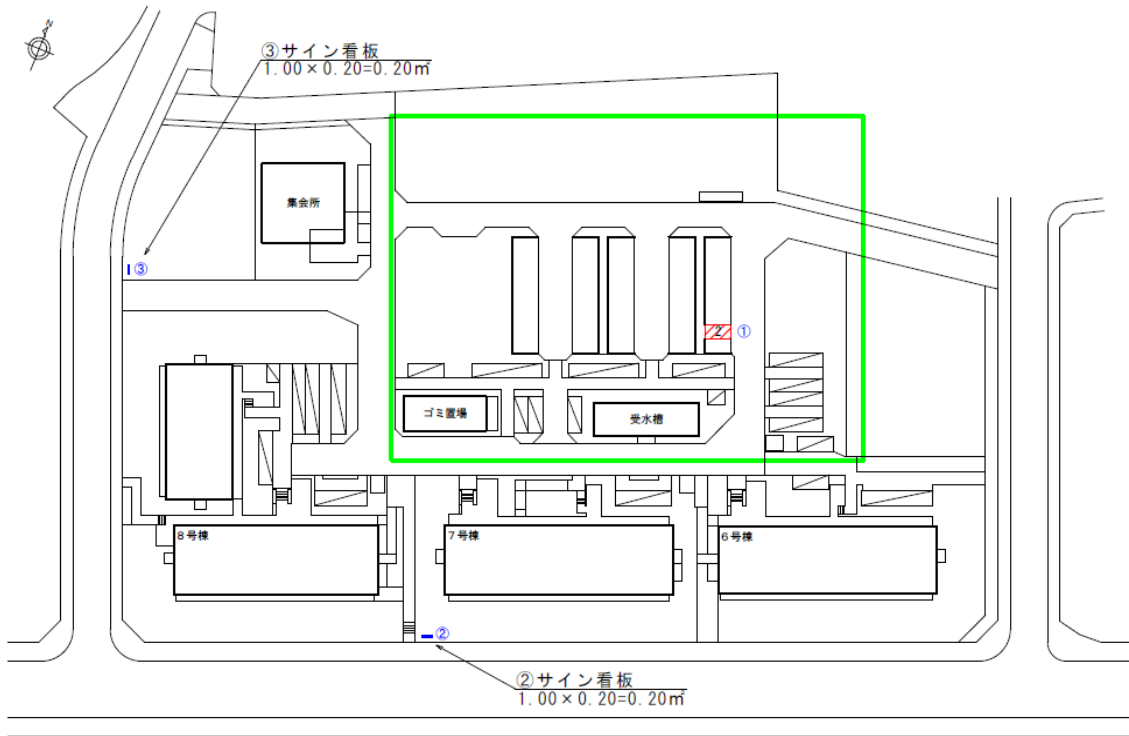 N
③サイン看板
1.00×0.20=0.20㎡
集会所
③
2
①
ゴミ置場
受水槽
8号棟
7号棟
6号棟
②
②サイン看板
1.00×0.20=0.20㎡